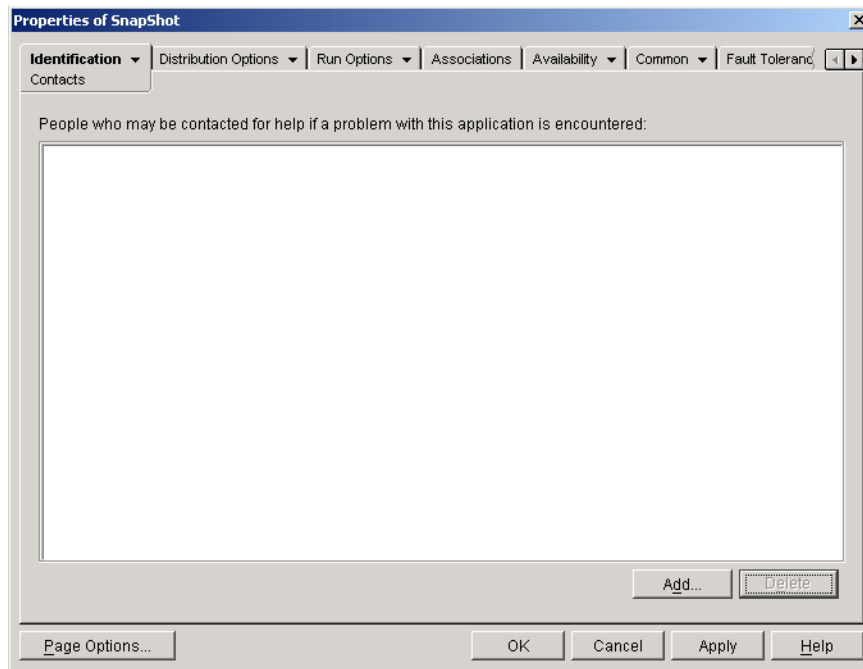 Properties of SnapShot
Identification Distribution Options Run Options Associations Availability Common Fault Toleranc
Contacts
People who may be contacted for help if a problem with this application is encountered:
Add... Delete
Page Options... OK Cancel Apply Help